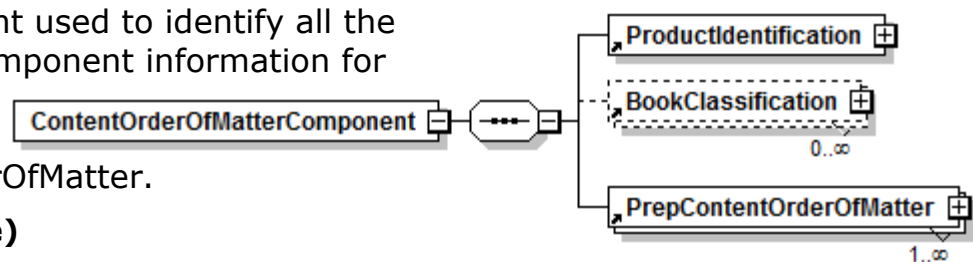 nt used to identify all the
mponent information for
rOfMatter.
e)
ContentOrderOfMatterComponent
ProductIdentification
BookClassification
0..∞
PrepContentOrderOfMatter
1..∞